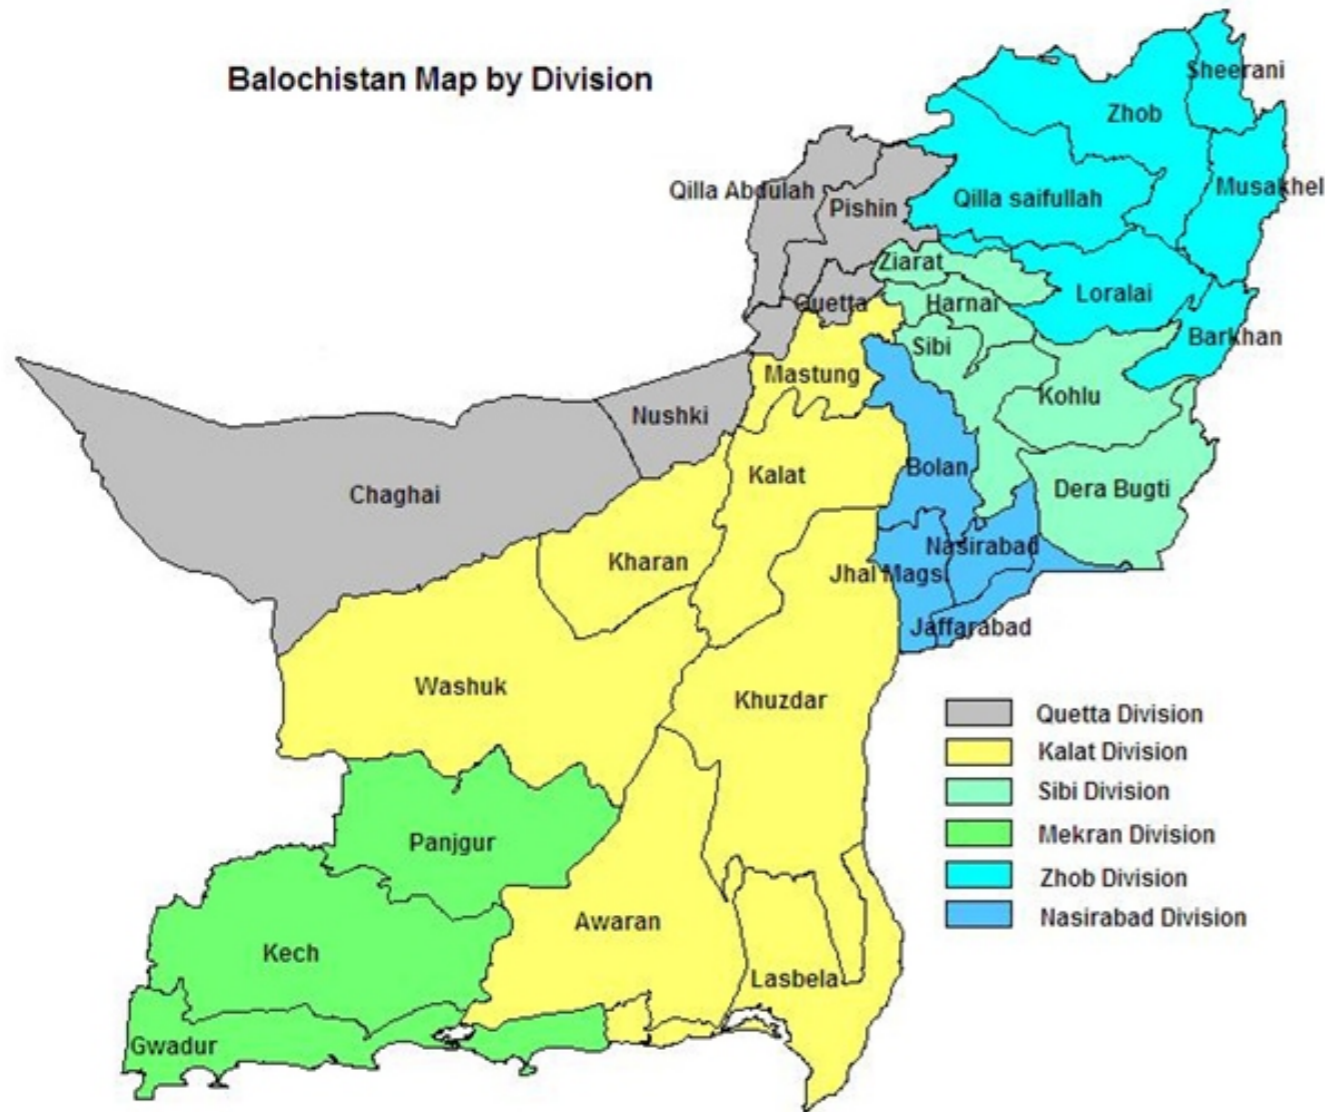 Balochistan Map by Division
Sheerani
Zhob
Qilla Abdulah
Pishin
Qilla saifullah
Musakhel
Ziarat
Quetta
Harnai
Loralai
Sibi
Barkhan
Mastung
Nushki
Kohlu
Kalat
Bolan
Chaghai
Dera Bugti
Kharan
Nasirabad
Jhal Mags.
Jaffarabad
Washuk
Khuzdar
Panjgur
Awaran
Kech
Lasbela
Gwadur
Quetta Division
Kalat Division
Sibi Division
Mekran Division
Zhob Division
Nasirabad Division